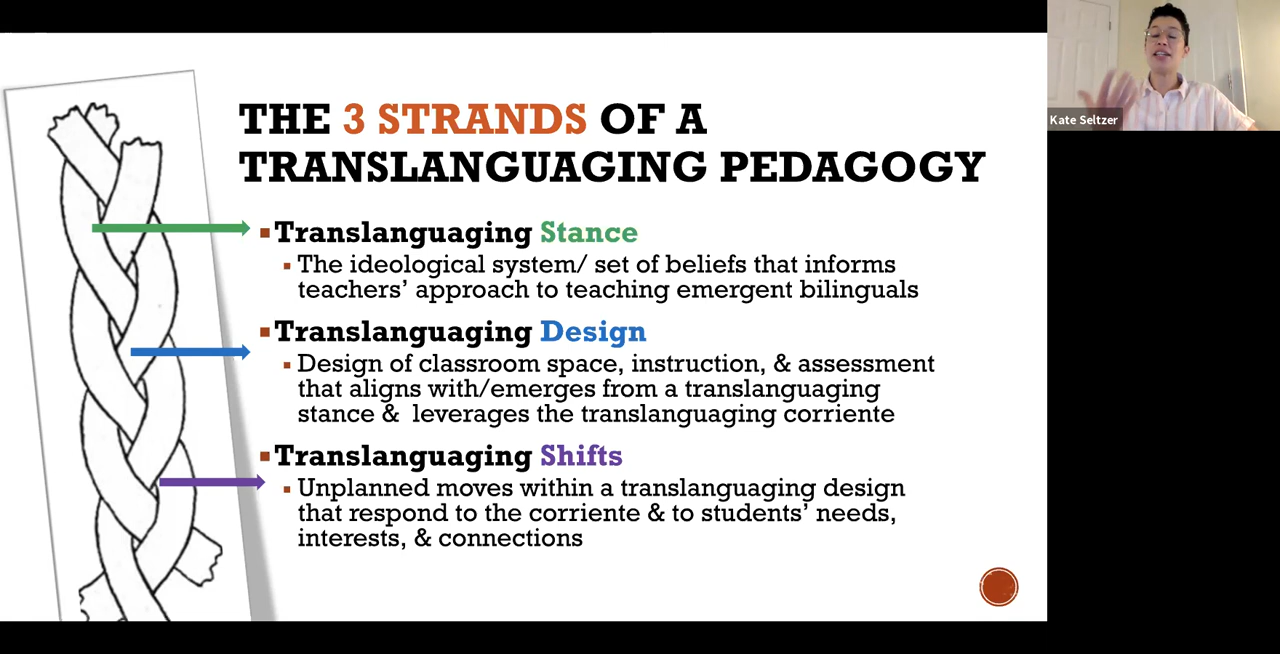 THE 3 STRANDS OF A
TRANSLANGUAGING PEDAGOGY
Translanguaging Stance
The ideological system/ set of beliefs that informs
teachers’ approach to teaching emergent bilinguals
Translanguaging Design
Design of classroom space, instruction, & assessment
that aligns with/emerges from a translanguaging
stance & leverages the translanguaging corriente
Translanguaging Shifts
Unplanned moves within a translanguaging design
that respond to the corriente & to students’ needs,
interests, & connections
Kate Seltzer